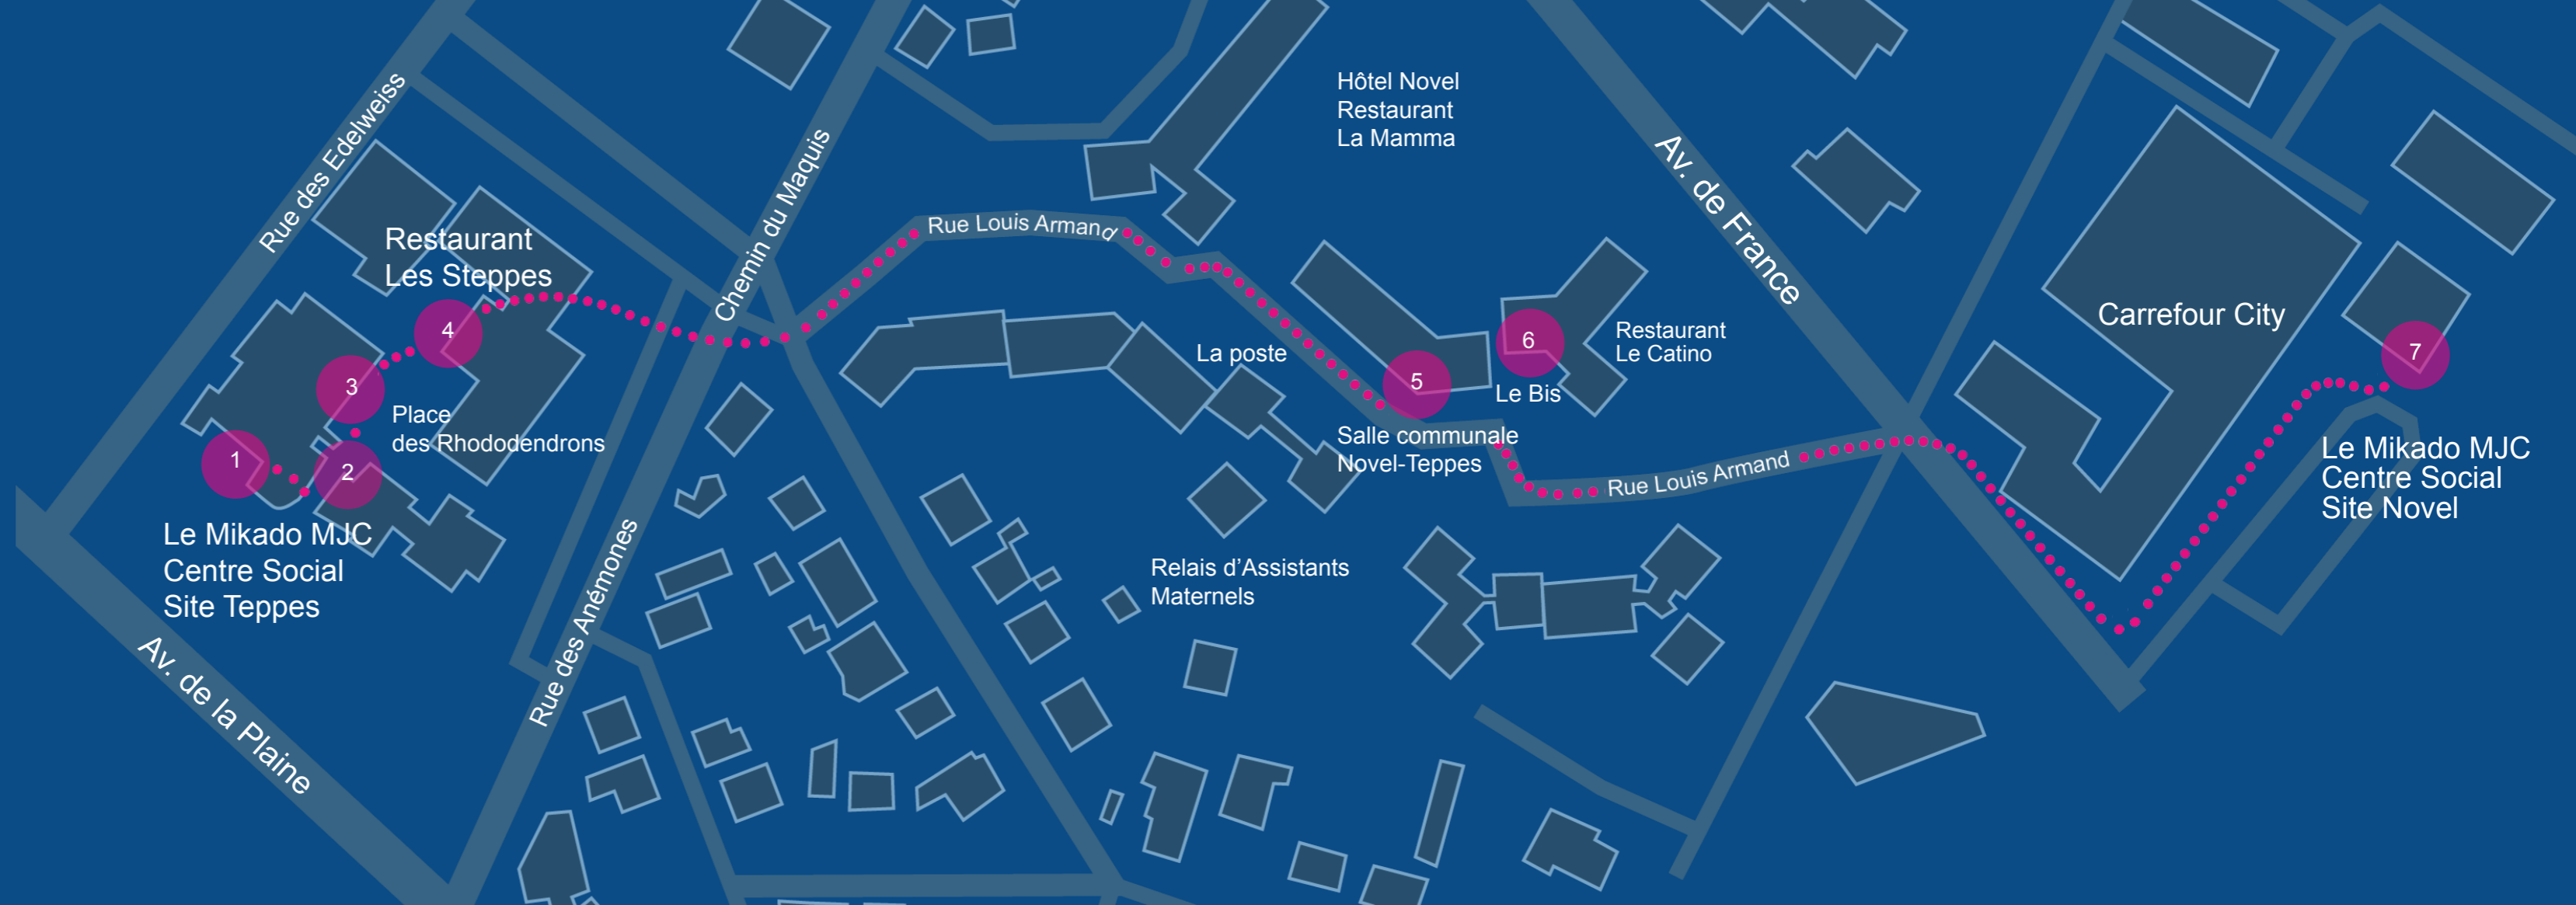 Rue des Edelweiss
Restaurant
Les Steppes
4
3
Place
des Rhododendrons
1
2
Le Mikado MJC
Centre Social
Site Teppes
Av. de la Plaine
Rue des Anémones
Chemin du Maquis
Rue Louis Armand
Hôtel Novel
Restaurant
La Mamma
La poste
5
6
Restaurant
Le Catino
Le Bis
Salle communale
Novel-Teppes
Rue Louis Armand
Relais d’Assistants
Maternels
Av. de France
Carrefour City
7
Le Mikado MJC
Centre Social
Site Novel